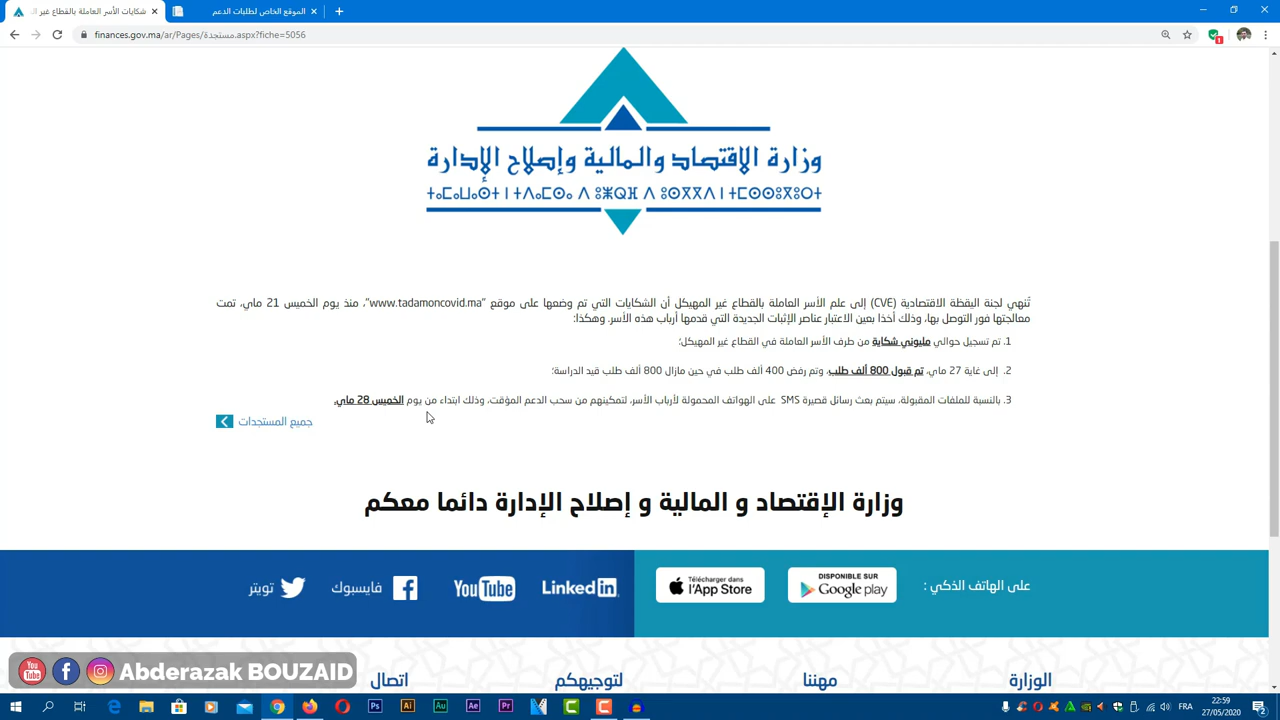 شكايات الأسر العاملة بالقطاع غير ال
الموقع الخاص لطلبات الدعم
finances.gov.ma/ar/Pages/مستجدة.aspx?fiche=5056
وزارة الإقتصاد والمالية وإصلاح الإدارة
تُنهي لجنة اليقظة الاقتصادية (CVE) إلى علم الأسر العاملة بالقطاع غير المهيكل أن الشكايات التي تم وضعها على موقع "www.tadamoncovid.ma"، منذ يوم الخميس 21 ماي، تمت
معالجتها فور التوصل بها، وذلك أخذا بعين الاعتبار عناصر الإثبات الجديدة التي قدمها أرباب هذه الأسر. وهكذا:
1. تم تسجيل حوالي مليوني شكاية من طرف الأسر العاملة في القطاع غير المهيكل؛
2. إلى غاية 27 ماي، تم قبول 800 ألف طلب، وتم رفض 400 ألف طلب في حين مازال 800 ألف طلب قيد الدراسة؛
3. بالنسبة للملفات المقبولة، سيتم بعث رسائل قصيرة SMS على الهواتف المحمولة لأرباب الأسر، لتمكينهم من سحب الدعم المؤقت، وذلك ابتداء من يوم الخميس 28 ماي.
جميع المستجدات
وزارة الإقتصاد و المالية و إصلاح الإدارة دائما معكم
على الهاتف الذكي :
DISPONIBLE SUR
Google play
Télécharger dans
l'App Store
LinkedIn
YouTube
فايسبوك
تويتر
الوزارة
مهننا
لتوجيهكم
اتصال
You Tube
Abderazak BOUZAID
FRA
22:59
27/05/2020